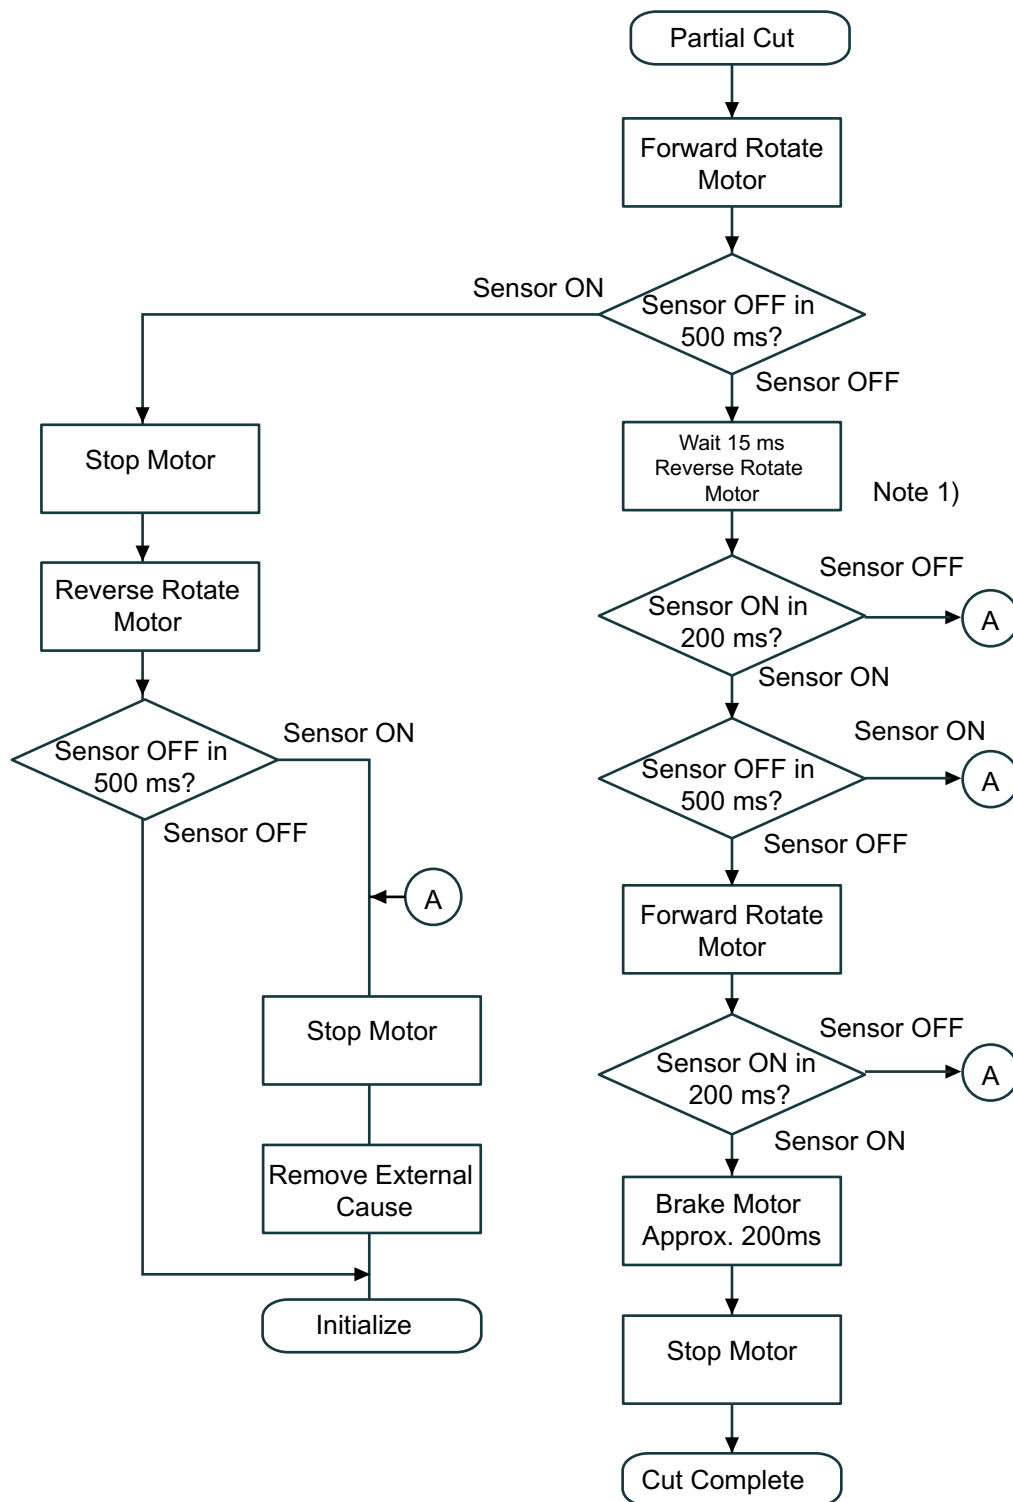 Partial Cut
Forward Rotate
Motor
Sensor ON
Sensor OFF in
500 ms?
Sensor OFF
Stop Motor
Wait 15 ms
Reverse Rotate
Motor
Note 1)
Reverse Rotate
Motor
Sensor OFF
Sensor ON in
200 ms?
A
Sensor ON
Sensor ON
Sensor OFF in
500 ms?
Sensor OFF
Sensor ON
Sensor OFF in
500 ms?
A
Sensor OFF
A
Forward Rotate
Motor
Stop Motor
Sensor OFF
Sensor ON in
200 ms?
A
Sensor ON
Remove External
Cause
Brake Motor
Approx. 200ms
Initialize
Stop Motor
Cut Complete